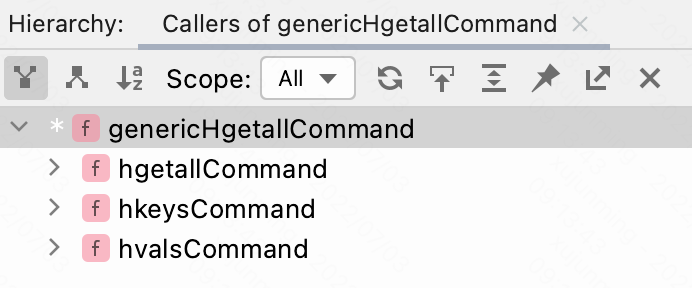 Hierarchy: Callers of genericHgetallCommand
Scope: All
* f genericHgetallCommand
f hgetallCommand
f hkeysCommand
f hvalsCommand